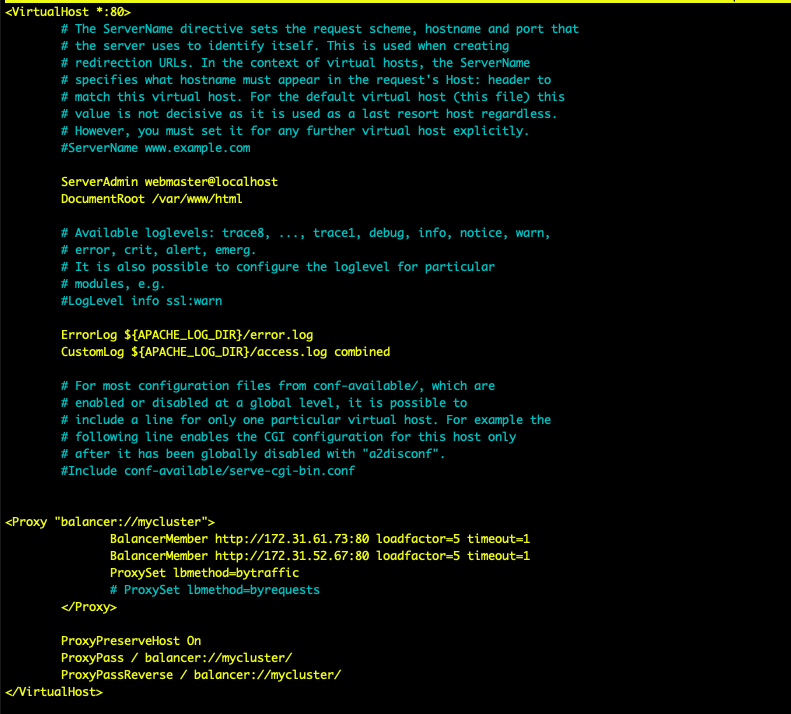 <VirtualHost *:80>
# The ServerName directive sets the request scheme, hostname and port that
# the server uses to identify itself. This is used when creating
# redirection URLs. In the context of virtual hosts, the ServerName
# specifies what hostname must appear in the request's Host: header to
# match this virtual host. For the default virtual host (this file) this
# value is not decisive as it is used as a last resort host regardless.
# However, you must set it for any further virtual host explicitly.
#ServerName www.example.com
ServerAdmin webmaster@localhost
DocumentRoot /var/www/html
# Available loglevels: trace8, ..., trace1, debug, info, notice, warn,
# error, crit, alert, emerg.
# It is also possible to configure the loglevel for particular
# modules, e.g.
#LogLevel info ssl:warn
ErrorLog ${APACHE_LOG_DIR}/error.log
CustomLog ${APACHE_LOG_DIR}/access.log combined
# For most configuration files from conf-available/, which are
# enabled or disabled at a global level, it is possible to
# include a line for only one particular virtual host. For example the
# following line enables the CGI configuration for this host only
# after it has been globally disabled with "a2disconf".
#Include conf-available/serve-cgi-bin.conf
<Proxy "balancer://mycluster">
BalancerMember http://172.31.61.73:80 loadfactor=5 timeout=1
BalancerMember http://172.31.52.67:80 loadfactor=5 timeout=1
ProxySet lbmethod=bytraffic
# ProxySet lbmethod=byrequests
</Proxy>
ProxyPreserveHost On
ProxyPass / balancer://mycluster/
ProxyPassReverse / balancer://mycluster/
</VirtualHost>